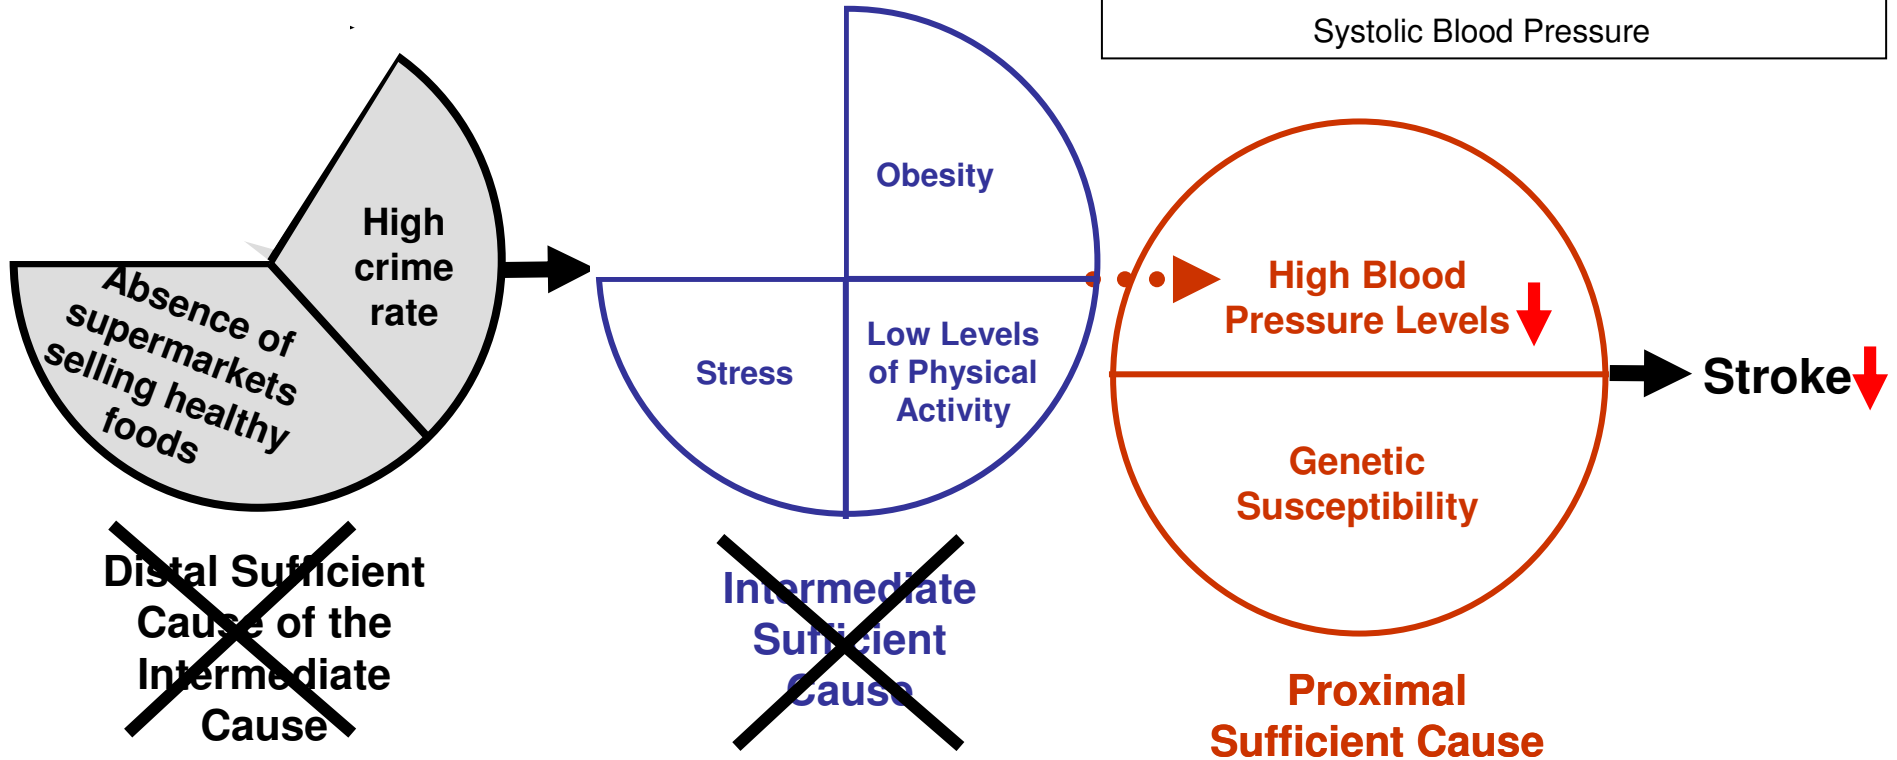 Systolic Blood Pressure
High
crime
rate
Absence of
supermarkets
selling healthy
foods
Obesity
Stress
Low Levels
of Physical
Activity
High Blood
Pressure Levels
Genetic
Susceptibility
Stroke
Distal Sufficient
Cause of the
Intermediate
Cause
Intermediate
Sufficient
Cause
Proximal
Sufficient Cause